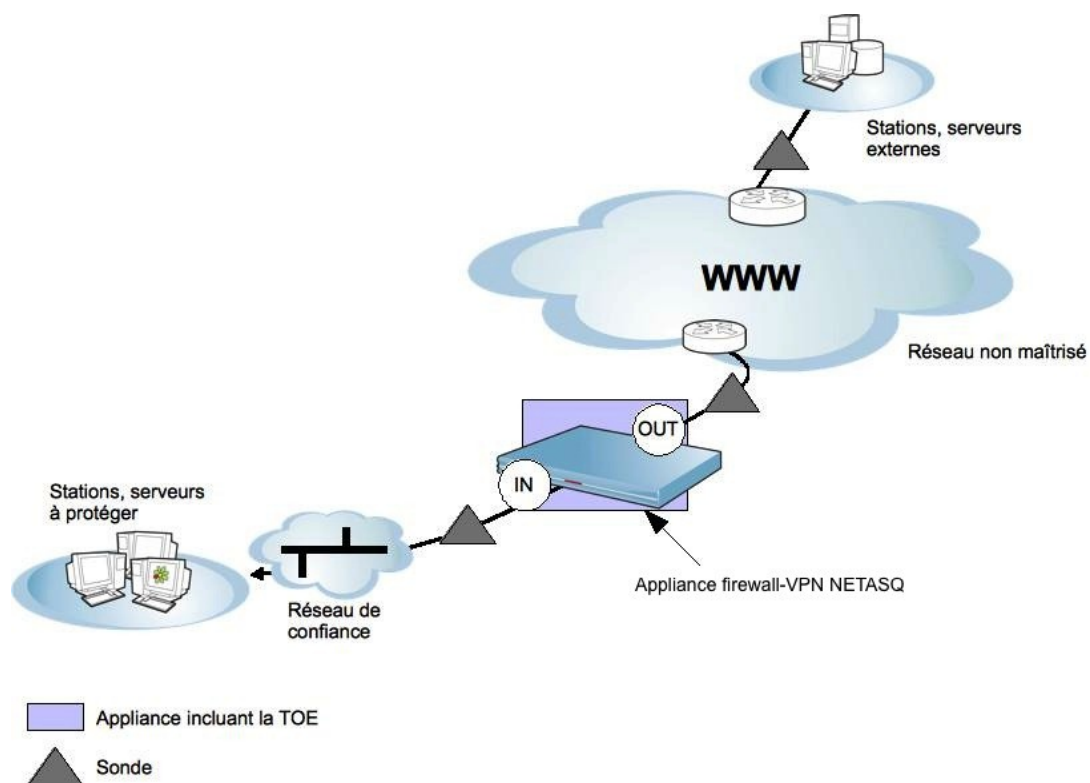 Stations, serveurs
externes
WWW
Réseau non maîtrisé
OUT
IN
Stations, serveurs
à protéger
Appliance firewall-VPN NETASQ
Réseau de
confiance
Appliance incluant la TOE
Sonde